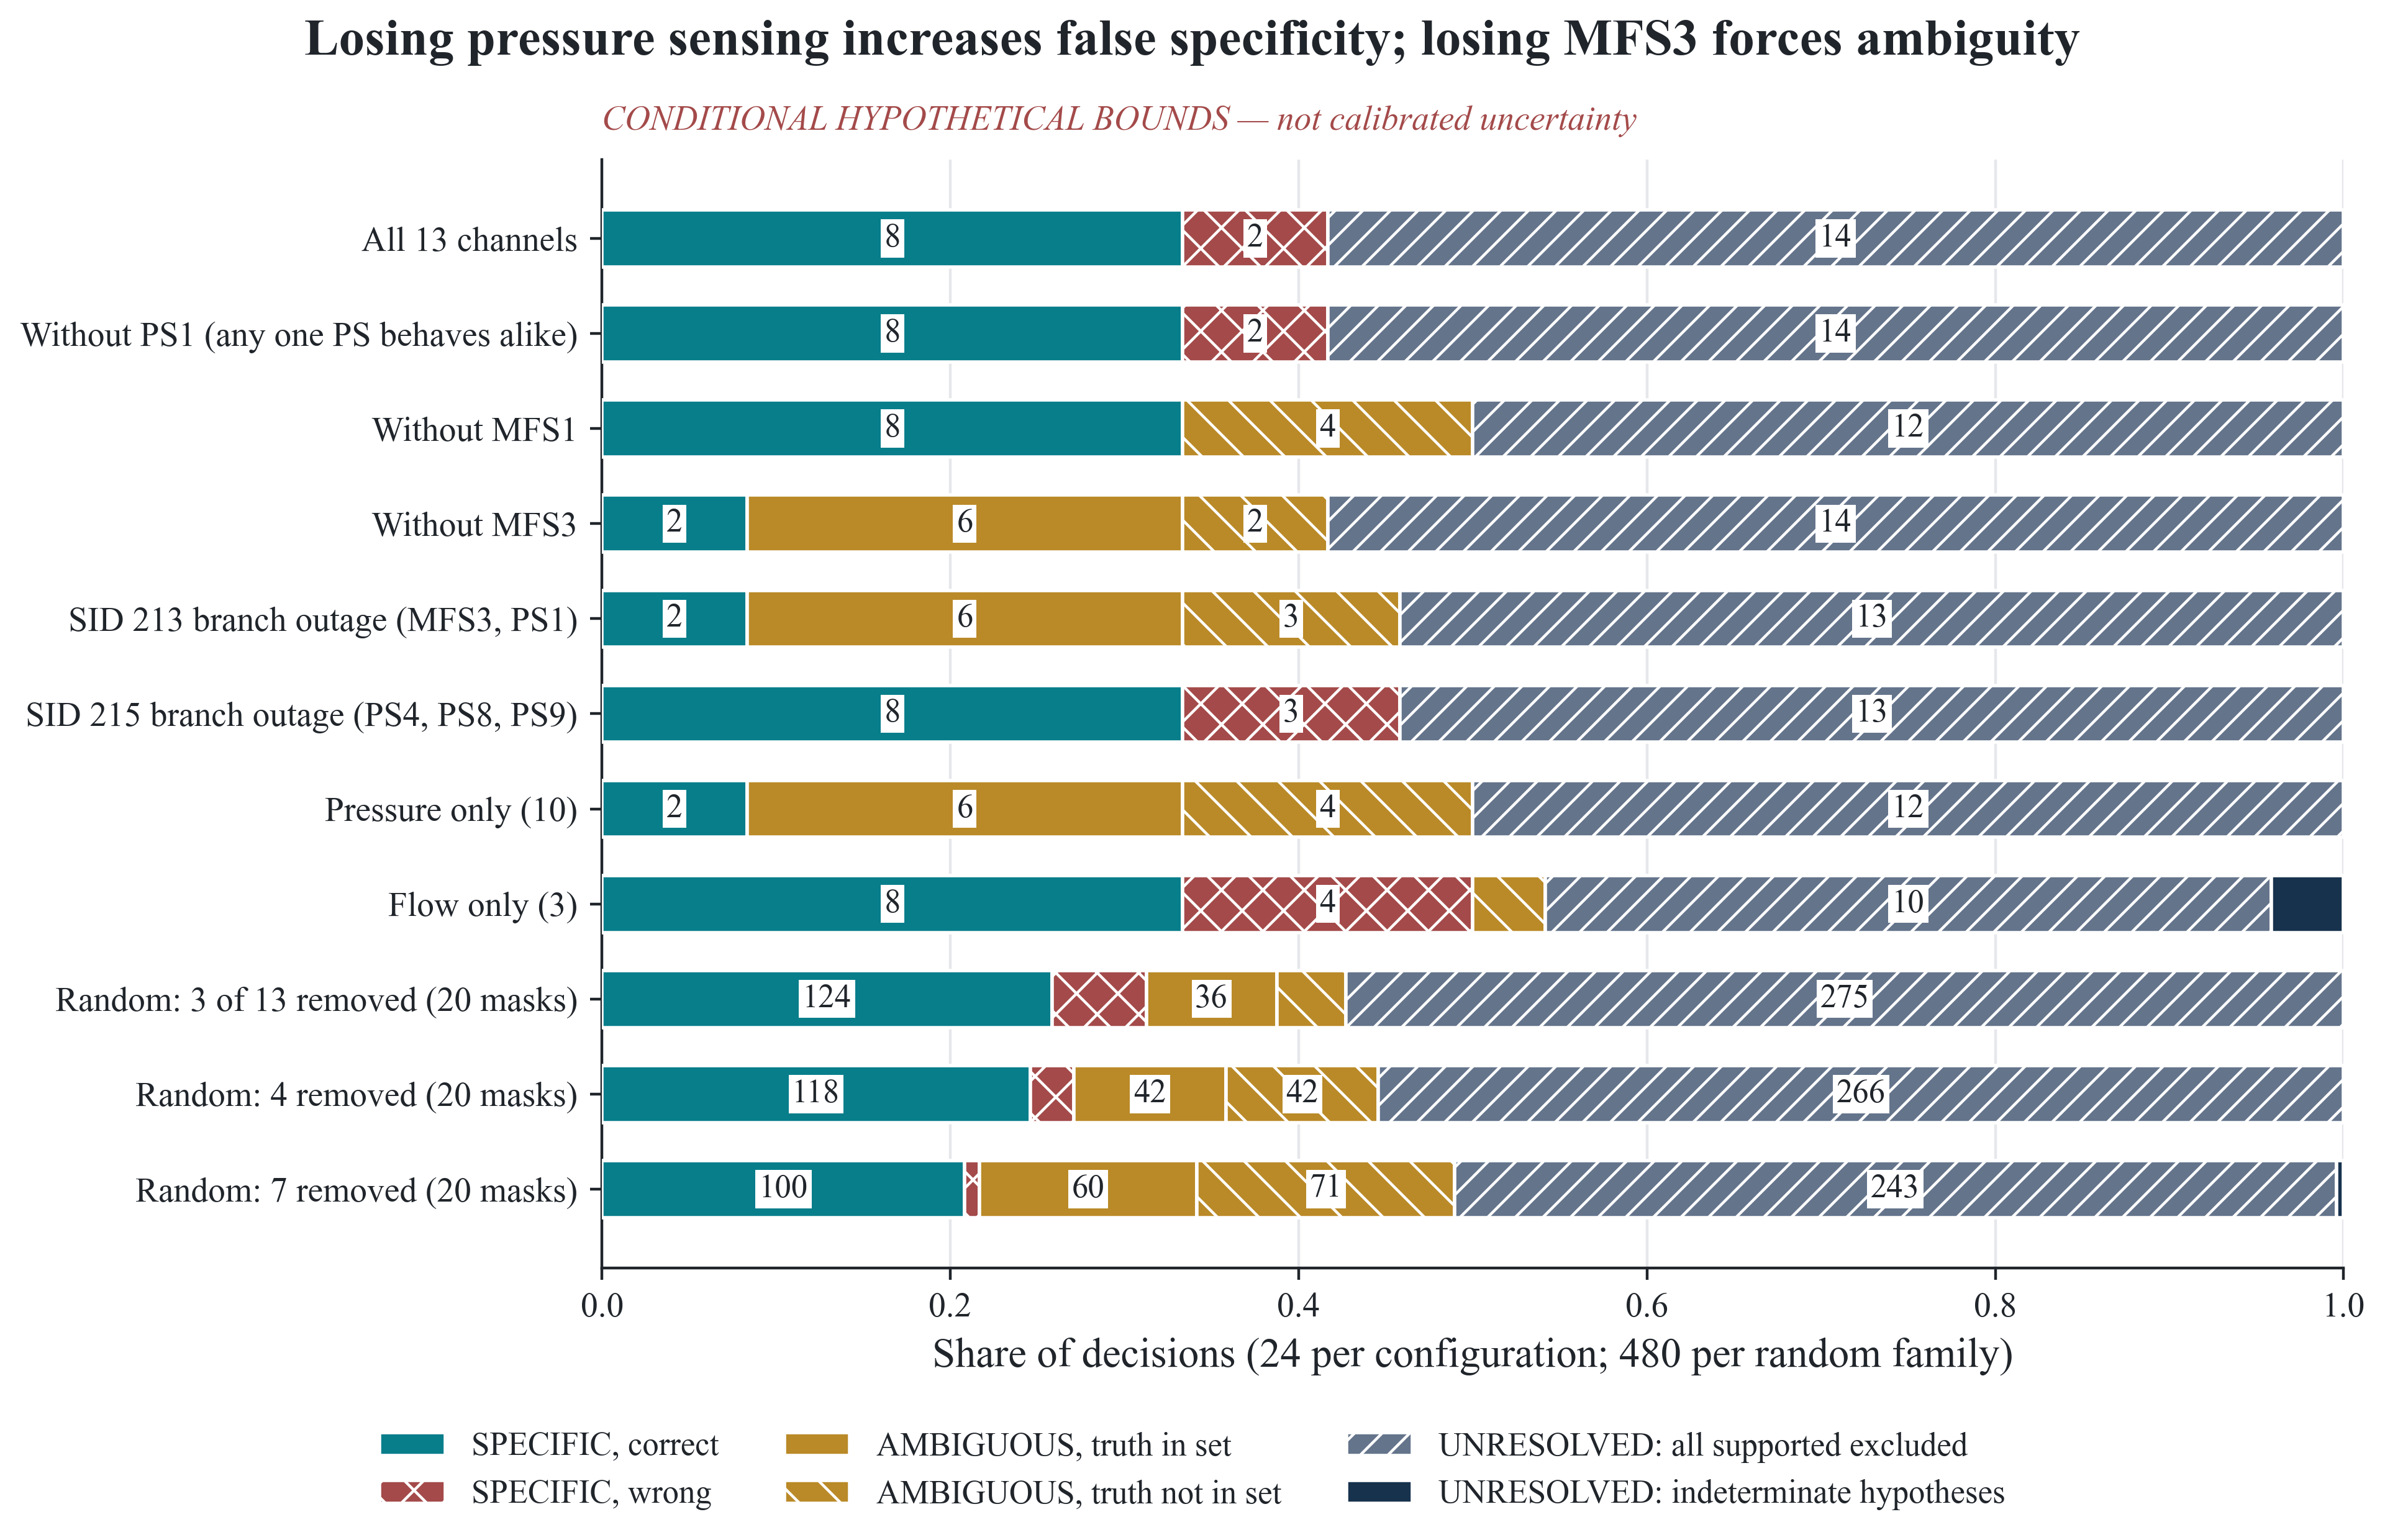 Losing pressure sensing increases false specificity; losing MFS3 forces ambiguity
CONDITIONAL HYPOTHETICAL BOUNDS — not calibrated uncertainty
All 13 channels 8 2 14
Without PS1 (any one PS behaves alike) 8 2 14
Without MFS1 8 4 12
Without MFS3 2 6 2 14
SID 213 branch outage (MFS3, PS1) 2 6 3 13
SID 215 branch outage (PS4, PS8, PS9) 8 3 13
Pressure only (10) 2 6 4 12
Flow only (3) 8 4 10
Random: 3 of 13 removed (20 masks) 124 36 275
Random: 4 removed (20 masks) 118 42 42 266
Random: 7 removed (20 masks) 100 60 71 243
0.0 0.2 0.4 0.6 0.8 1.0
Share of decisions (24 per configuration; 480 per random family)
SPECIFIC, correct AMBIGUOUS, truth in set UNRESOLVED: all supported excluded
SPECIFIC, wrong AMBIGUOUS, truth not in set UNRESOLVED: indeterminate hypotheses